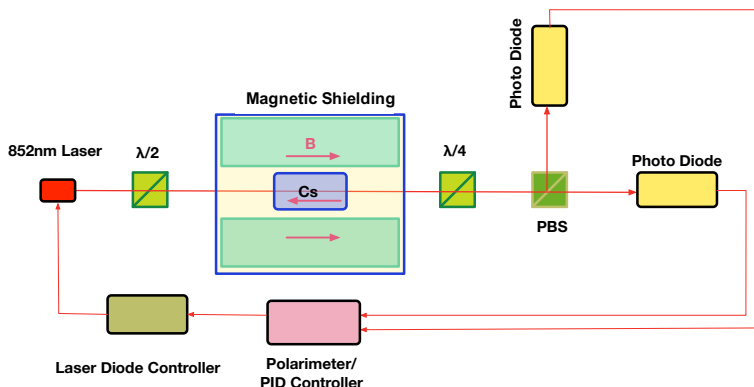 Photo Diode
Magnetic Shielding
852nm Laser
λ/2
B
λ/4
Photo Diode
Cs
PBS
Laser Diode Controller
Polarimeter/
PID Controller